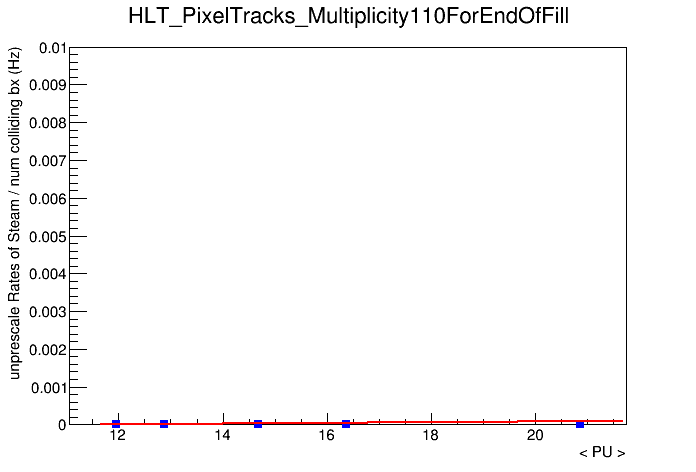 HLT_PixelTracks_Multiplicity110ForEndOfFill
unprescale Rates of Steam / num colliding bx (Hz)
0.01
0.009
0.008
0.007
0.006
0.005
0.004
0.003
0.002
0.001
0
12 14 16 18 20
< PU >